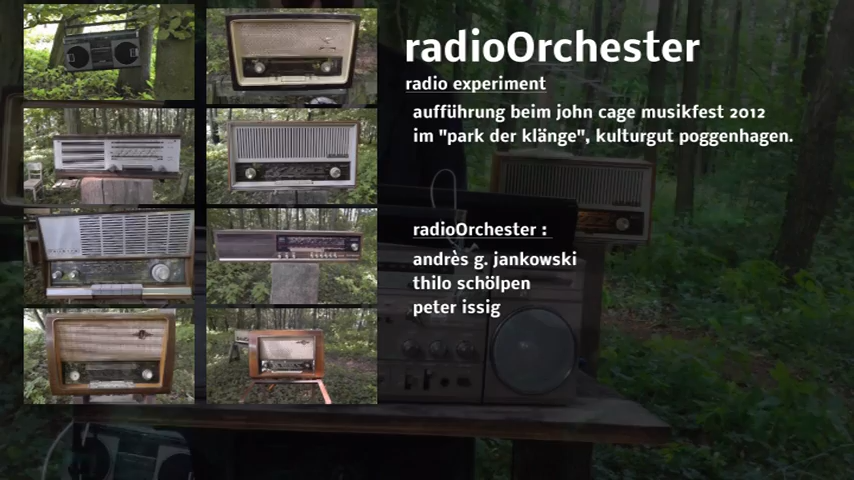 radioOrchester
radio experiment
aufführung beim john cage musikfest 2012
im "park der klänge", kulturgut poggenhagen.
radioOrchester :
andrès g. jankowski
thilo schölpen
peter issig